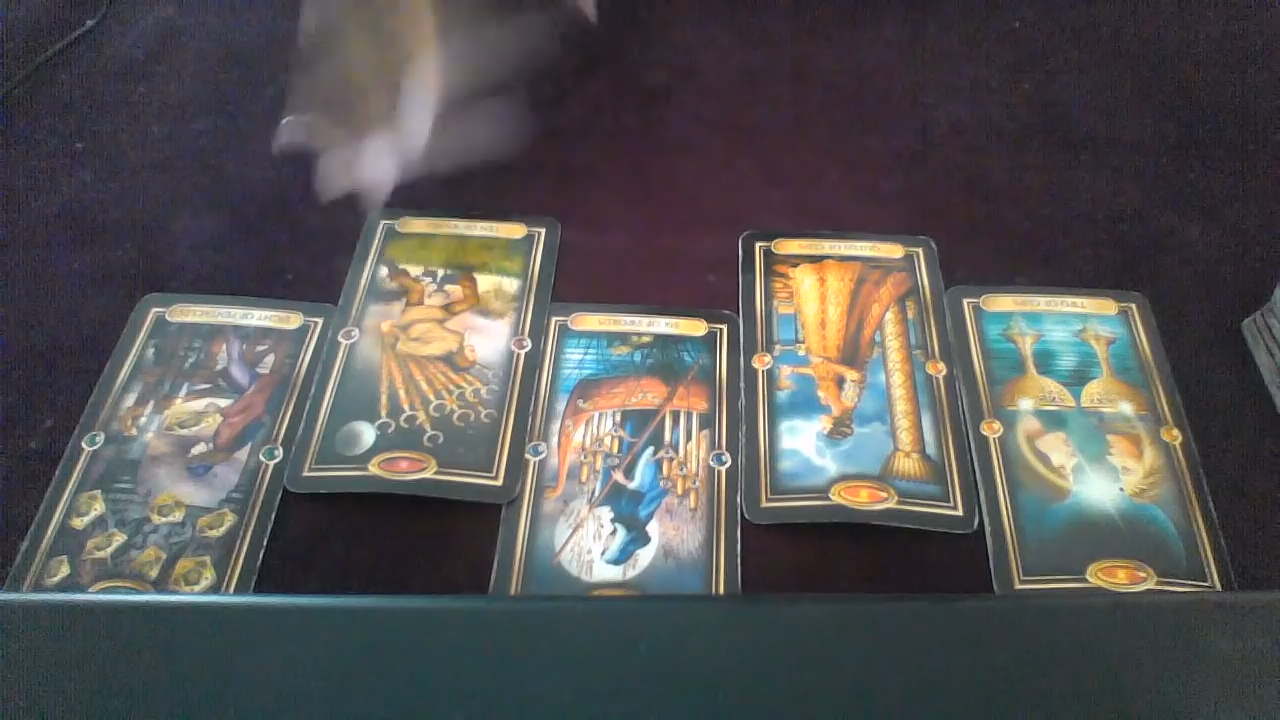 EIGHT OF PENTACLES
TEN OF WANDS
SIX OF SWORDS
QUEEN OF CUPS
TWO OF CUPS